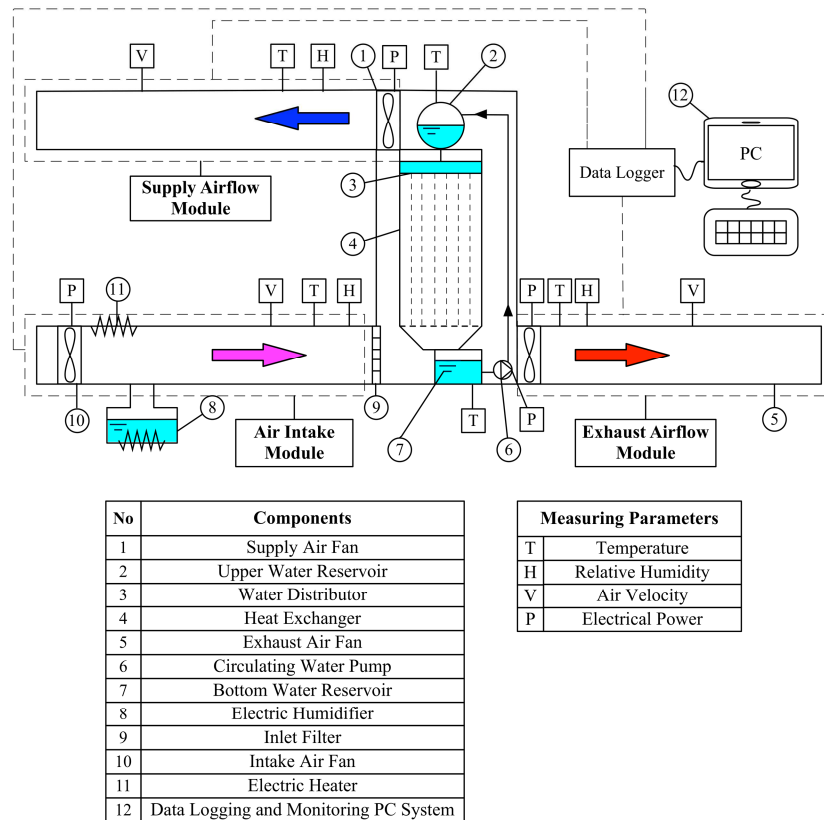 V T H 1 P T 2
12
PC
Data Logger
3
Supply Airflow
Module
4
P 11 V T H P T H V
10 8 9 7 T 6 P 5
Air Intake
Module
Exhaust Airflow
Module
No Components
1 Supply Air Fan
2 Upper Water Reservoir
3 Water Distributor
4 Heat Exchanger
5 Exhaust Air Fan
6 Circulating Water Pump
7 Bottom Water Reservoir
8 Electric Humidifier
9 Inlet Filter
10 Intake Air Fan
11 Electric Heater
12 Data Logging and Monitoring PC System
Measuring Parameters
T Temperature
H Relative Humidity
V Air Velocity
P Electrical Power